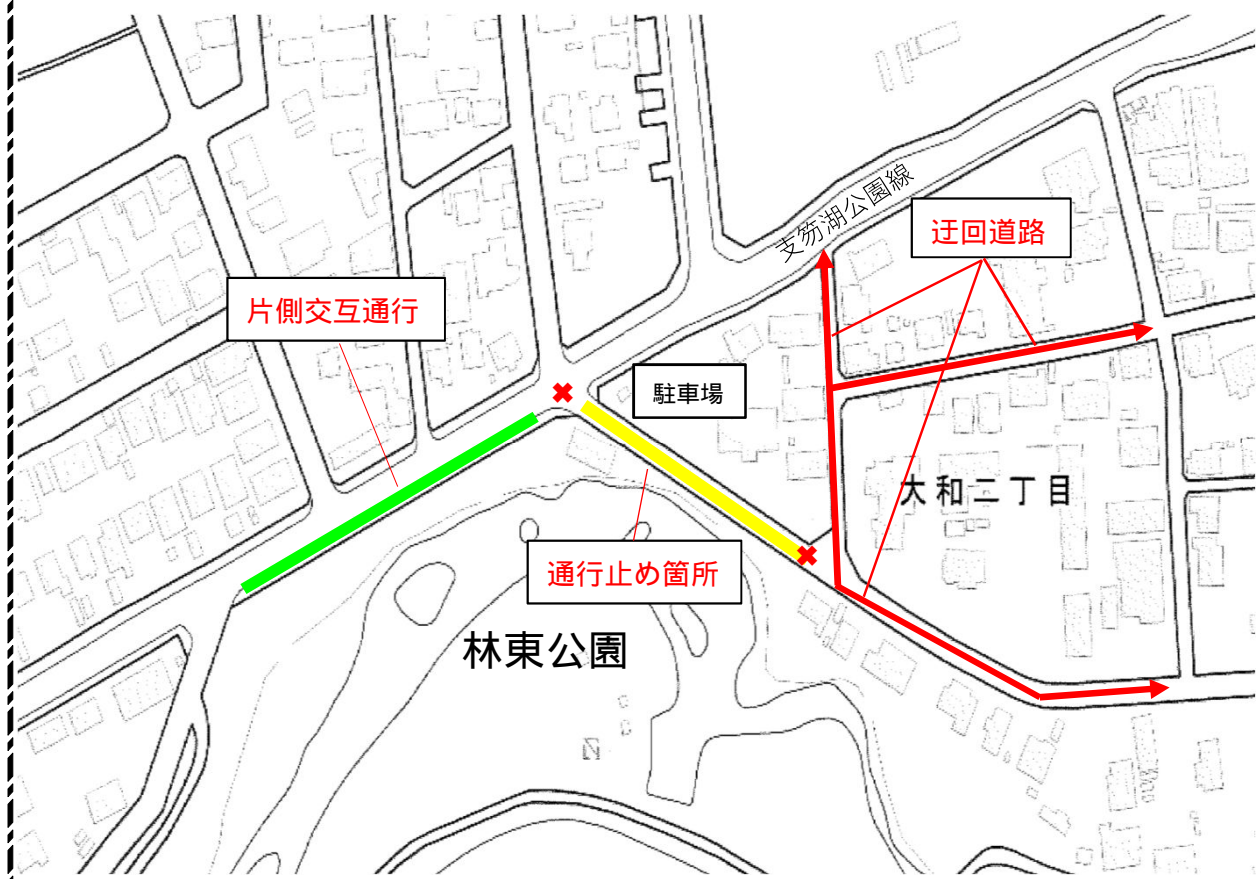 支笏湖公園線
迂回道路
片側交互通行
駐車場
大和二丁目
通行止め箇所
林東公園